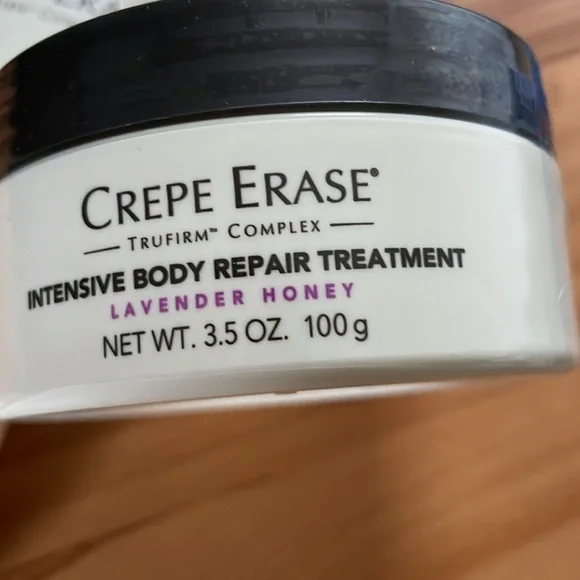 CREPE ERASE®
TRUFIRM™ COMPLEX
INTENSIVE BODY REPAIR TREATMENT
LAVENDER HONEY
NET WT. 3.5 OZ. 100g